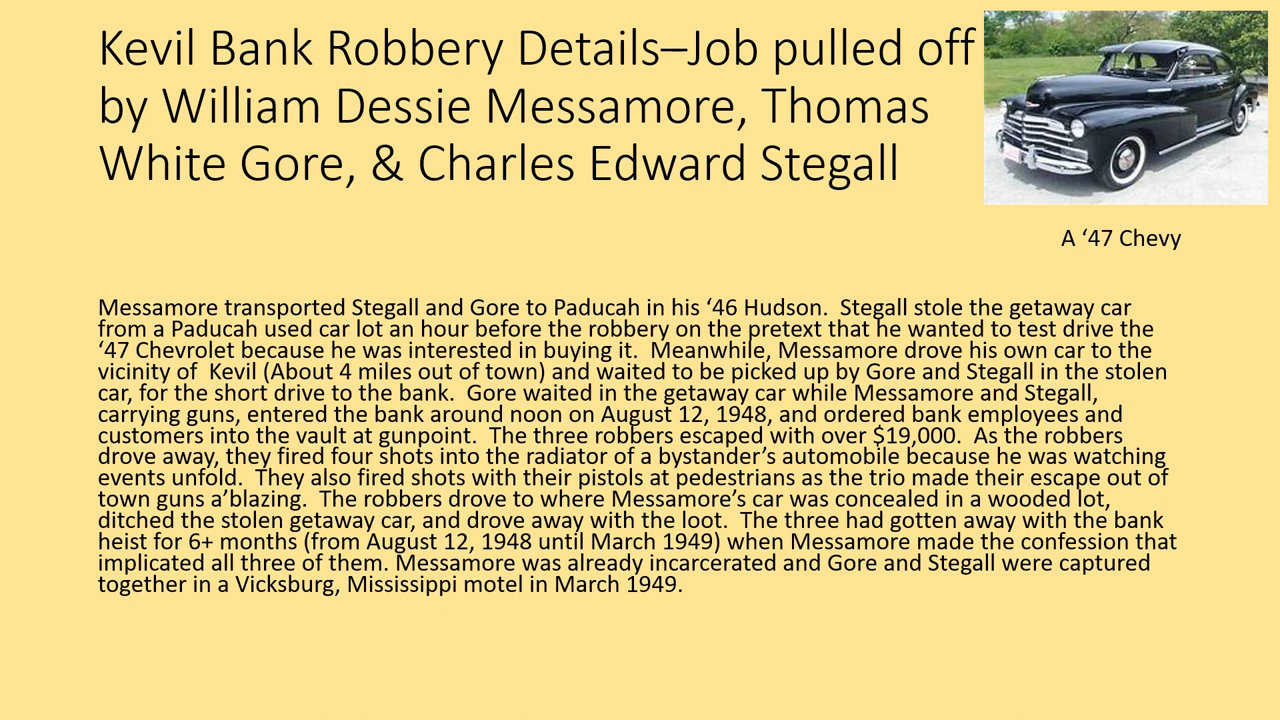 Kevil Bank Robbery Details–Job pulled off
by William Dessie Messamore, Thomas
White Gore, & Charles Edward Stegall
A ‘47 Chevy
Messamore transported Stegall and Gore to Paducah in his ‘46 Hudson.  Stegall stole the getaway car
from a Paducah used car lot an hour before the robbery on the pretext that he wanted to test drive the
‘47 Chevrolet because he was interested in buying it.  Meanwhile, Messamore drove his own car to the
vicinity of  Kevil (About 4 miles out of town) and waited to be picked up by Gore and Stegall in the stolen
car, for the short drive to the bank.  Gore waited in the getaway car while Messamore and Stegall,
carrying guns, entered the bank around noon on August 12, 1948, and ordered bank employees and
customers into the vault at gunpoint.  The three robbers escaped with over $19,000.  As the robbers
drove away, they fired four shots into the radiator of a bystander’s automobile because he was watching
events unfold.  They also fired shots with their pistols at pedestrians as the trio made their escape out of
town guns a’blazing.  The robbers drove to where Messamore’s car was concealed in a wooded lot,
ditched the stolen getaway car, and drove away with the loot.  The three had gotten away with the bank
heist for 6+ months (from August 12, 1948 until March 1949) when Messamore made the confession that
implicated all three of them. Messamore was already incarcerated and Gore and Stegall were captured
together in a Vicksburg, Mississippi motel in March 1949.